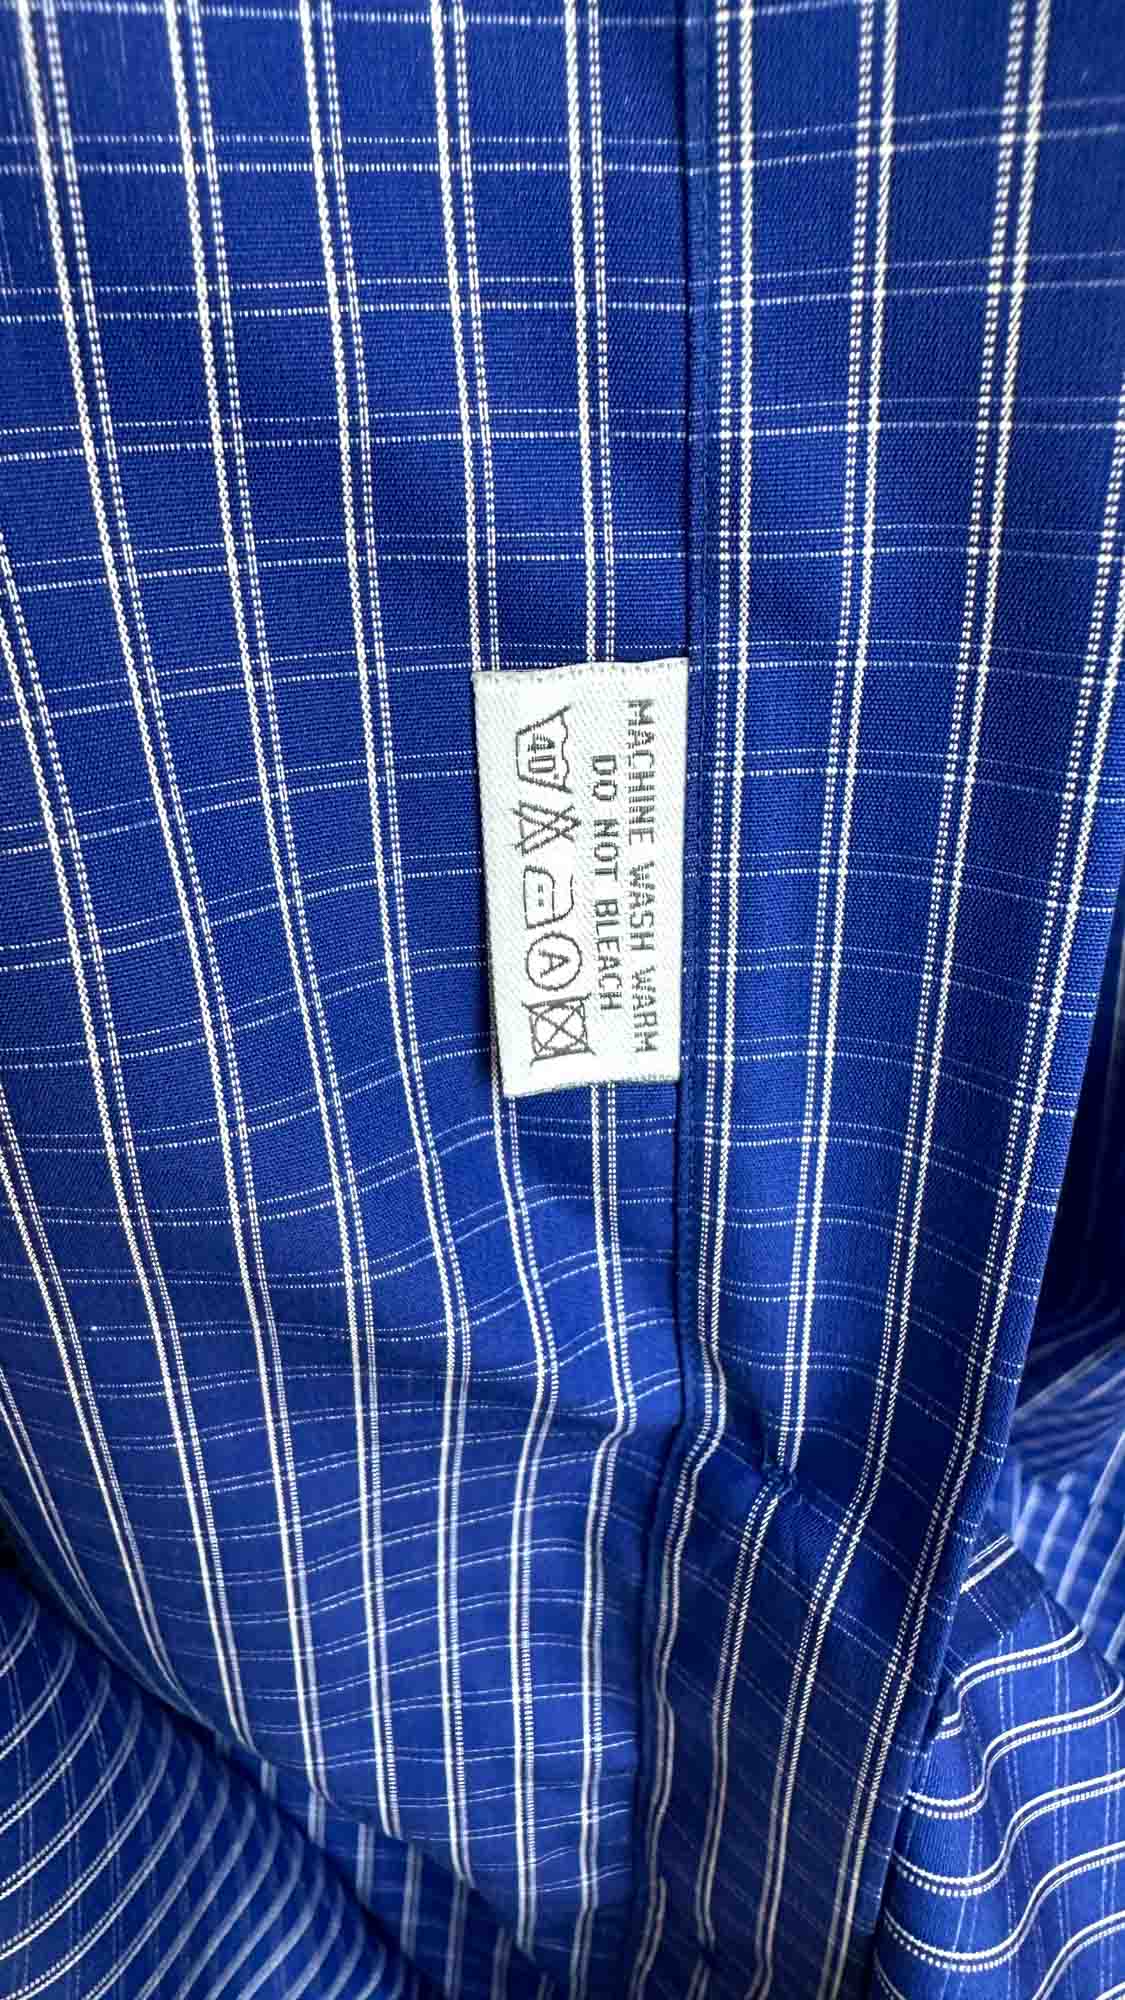 MACHINE WASH WARM
DO NOT BLEACH
40°
A